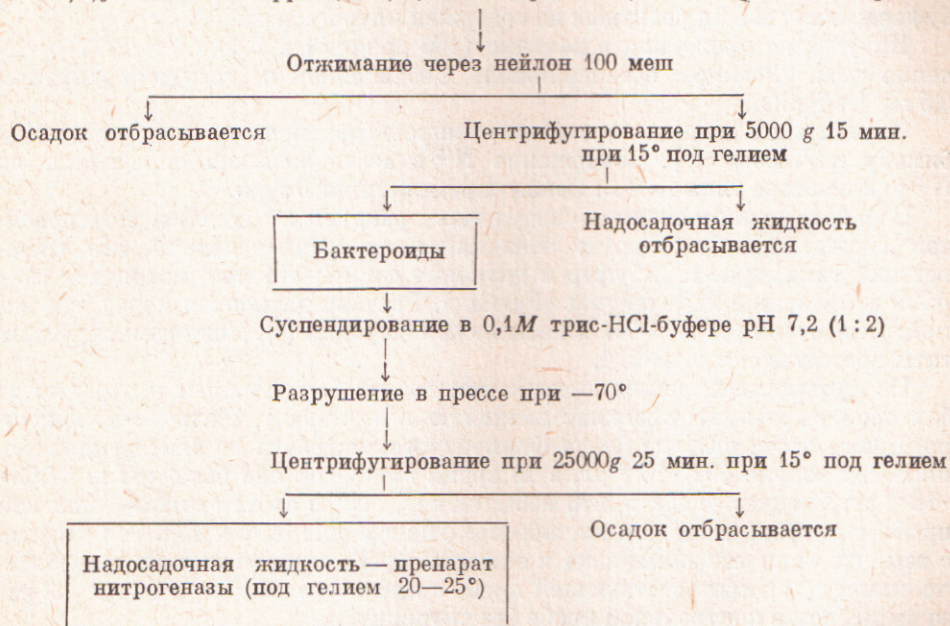 Отжимание через нейлон 100 меш
Осадок отбрасывается
Центрифугирование при 5000 g 15 мин.
при 15° под гелием
Бактероиды
Надосадочная жидкость
отбрасывается
Суспендирование в 0,1M трис-HCl-буфере pH 7,2 (1 : 2)
Разрушение в прессе при —70°
Центрифугирование при 25000g 25 мин. при 15° под гелием
Надосадочная жидкость — препарат
нитрогеназы (под гелием 20—25°)
Осадок отбрасывается